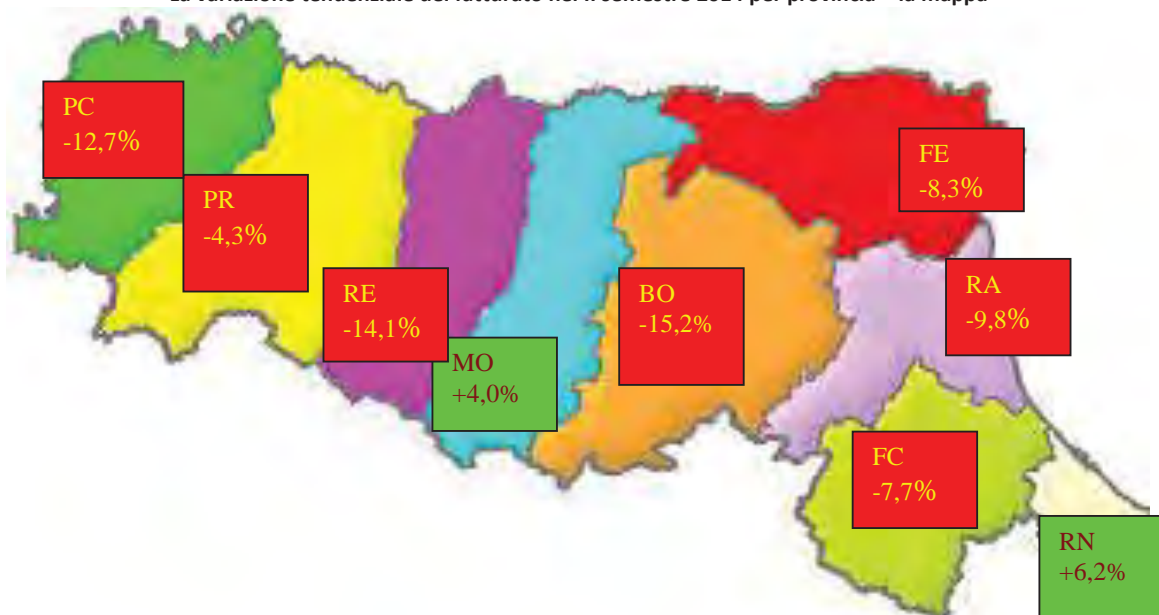 PC
-12,7%
PR
-4,3%
RE
-14,1%
MO
+4,0%
BO
-15,2%
FE
-8,3%
RA
-9,8%
FC
-7,7%
RN
+6,2%